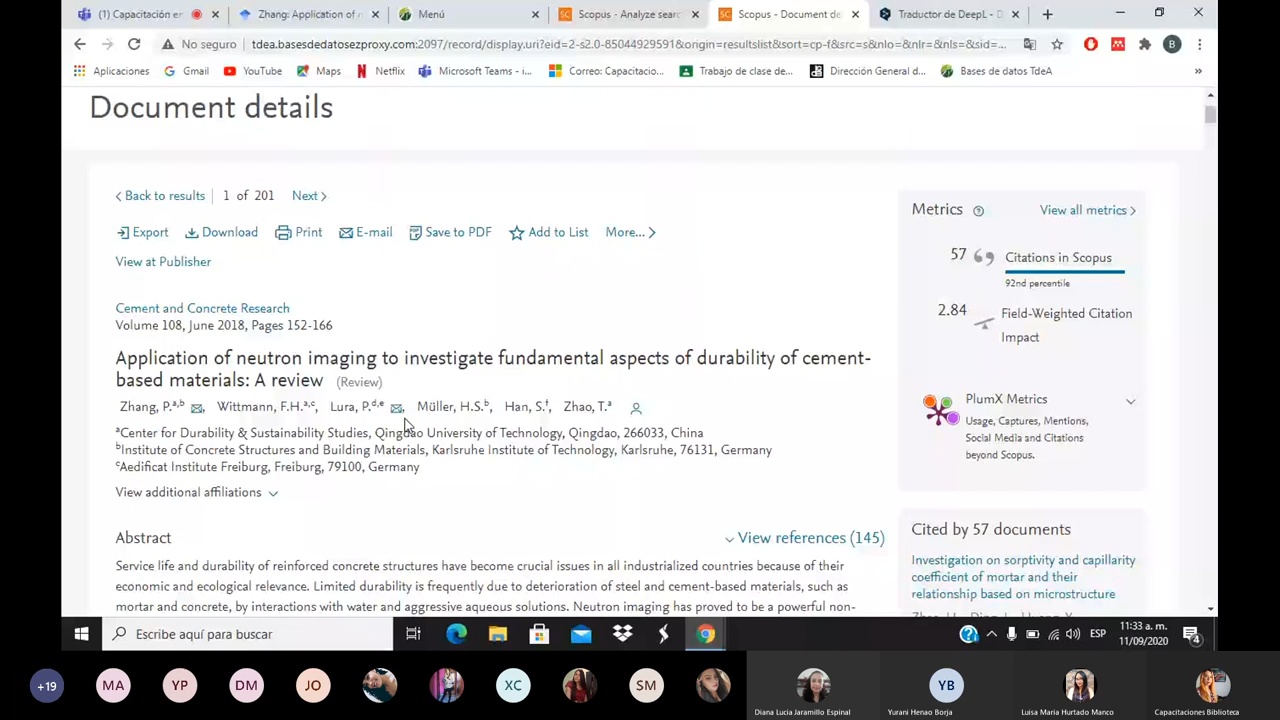 Capacitación en
Zhang: Application of n
Menú
Scopus - Analyze searc
Scopus - Document de
Traductor de DeepL - D
No seguro
tdea.basesdedatosezproxy.com:2097/record/display.uri?eid=2-s2.0-85044929591&origin=resultslist&sort=cp-f&src=s&nlo=&nlr=&nls=&sid=...
Aplicaciones
Gmail
YouTube
Maps
Netflix
Microsoft Teams - i...
Correo: Capacitacio...
Trabajo de clase de...
Dirección General d...
Bases de datos TdeA
»
Document details
Back to results
1 of 201
Next
Export
Download
Print
E-mail
Save to PDF
Add to List
More...
View at Publisher
Cement and Concrete Research
Volume 108, June 2018, Pages 152-166
Application of neutron imaging to investigate fundamental aspects of durability of cement-
based materials: A review (Review)
Zhang, P.a,b, Wittmann, F.H.a,c, Lura, P.d,e, Müller, H.S.b, Han, S.f, Zhao, T.a
aCenter for Durability & Sustainability Studies, Qingdao University of Technology, Qingdao, 266033, China
bInstitute of Concrete Structures and Building Materials, Karlsruhe Institute of Technology, Karlsruhe, 76131, Germany
cAedificat Institute Freiburg, Freiburg, 79100, Germany
View additional affiliations
Abstract
View references (145)
Service life and durability of reinforced concrete structures have become crucial issues in all industrialized countries because of their
economic and ecological relevance. Limited durability is frequently due to deterioration of steel and cement-based materials, such as
mortar and concrete, by interactions with water and aggressive aqueous solutions. Neutron imaging has proved to be a powerful non-
Metrics
View all metrics
57
Citations in Scopus
92nd percentile
2.84
Field-Weighted Citation
Impact
PlumX Metrics
Usage, Captures, Mentions,
Social Media and Citations
beyond Scopus.
Cited by 57 documents
Investigation on sorptivity and capillarity
coefficient of mortar and their
relationship based on microstructure
Escribe aquí para buscar
ESP
11:33 a. m.
11/09/2020
4
+19
MA
YP
DM
JO
XC
SM
YB
Diana Lucia Jaramillo Espinal
Yurani Henao Borja
Luisa Maria Hurtado Manco
Capacitaciones Biblioteca